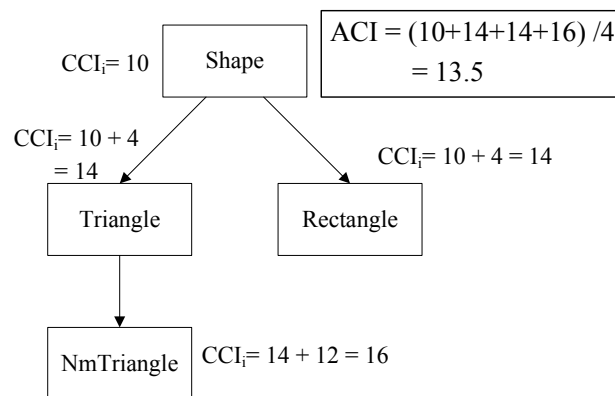 ACI = (10+14+14+16) /4
= 13.5
CCIi= 10
Shape
CCIi= 10 + 4
= 14
CCIi= 10 + 4 = 14
Triangle
Rectangle
NmTriangle
CCIi= 14 + 12 = 16